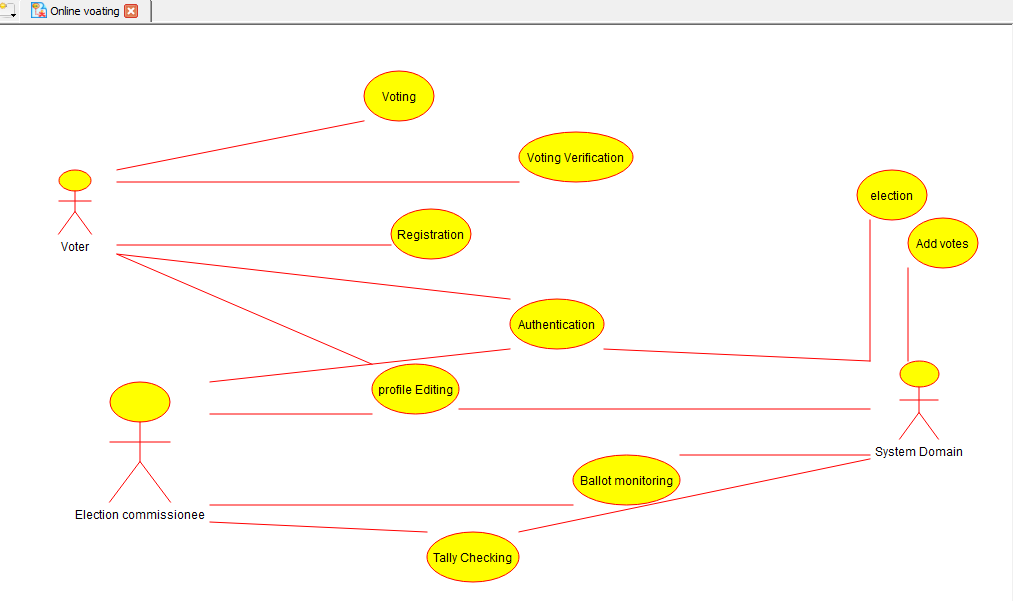 Online voating
Voting
Voting Verification
election
Registration
Add votes
Voter
Authentication
profile Editing
System Domain
Ballot monitoring
Election commissionee
Tally Checking